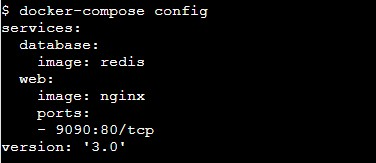 $ docker-compose config
services:
  database:
    image: redis
  web:
    image: nginx
    ports:
    - 9090:80/tcp
version: '3.0'